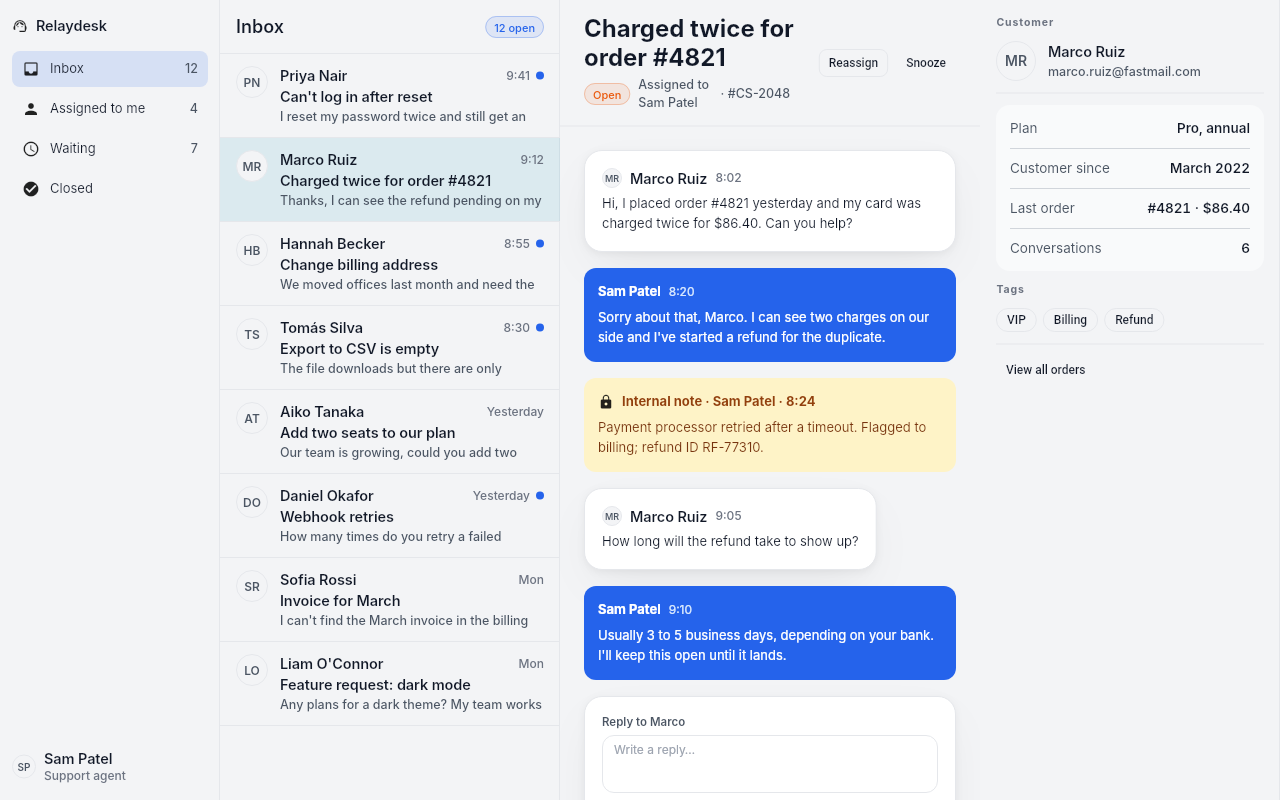 Relaydesk
Inbox 12
Assigned to me 4
Waiting 7
Closed
SP
Sam Patel
Support agent
Inbox 12 open
PN
Priya Nair 9:41
Can't log in after reset
I reset my password twice and still get an
MR
Marco Ruiz 9:12
Charged twice for order #4821
Thanks, I can see the refund pending on my
HB
Hannah Becker 8:55
Change billing address
We moved offices last month and need the
TS
Tomás Silva 8:30
Export to CSV is empty
The file downloads but there are only
AT
Aiko Tanaka Yesterday
Add two seats to our plan
Our team is growing, could you add two
DO
Daniel Okafor Yesterday
Webhook retries
How many times do you retry a failed
SR
Sofia Rossi Mon
Invoice for March
I can't find the March invoice in the billing
LO
Liam O'Connor Mon
Feature request: dark mode
Any plans for a dark theme? My team works
Charged twice for
order #4821
Open
Assigned to
Sam Patel
· #CS-2048
Reassign
Snooze
MR Marco Ruiz 8:02
Hi, I placed order #4821 yesterday and my card was
charged twice for $86.40. Can you help?
Sam Patel 8:20
Sorry about that, Marco. I can see two charges on our
side and I've started a refund for the duplicate.
Internal note · Sam Patel · 8:24
Payment processor retried after a timeout. Flagged to
billing; refund ID RF-77310.
MR Marco Ruiz 9:05
How long will the refund take to show up?
Sam Patel 9:10
Usually 3 to 5 business days, depending on your bank.
I'll keep this open until it lands.
Reply to Marco
Write a reply...
Customer
MR
Marco Ruiz
marco.ruiz@fastmail.com
Plan Pro, annual
Customer since March 2022
Last order #4821 · $86.40
Conversations 6
Tags
VIP Billing Refund
View all orders